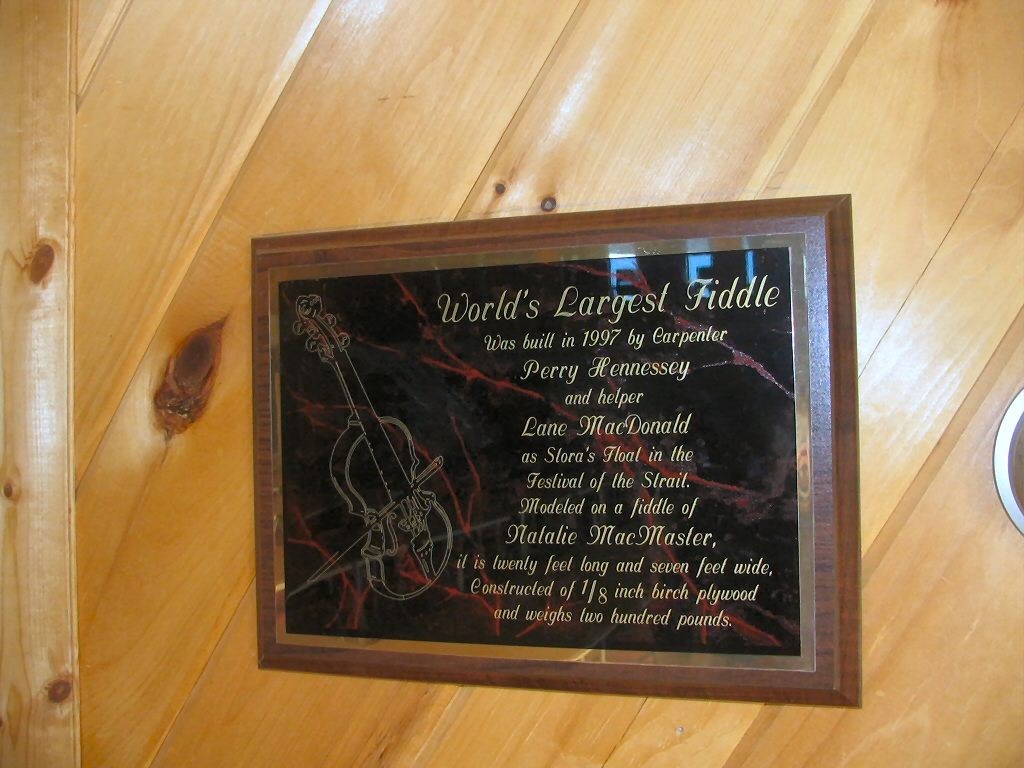 World's Largest Fiddle
Was built in 1997 by Carpenter
Perry Hennessey
and helper
Lane MacDonald
as Stora's Float in the
Festival of the Strait.
Modeled on a fiddle of
Natalie MacMaster,
it is twenty feet long and seven feet wide,
Constructed of 1/8 inch birch plywood
and weighs two hundred pounds.